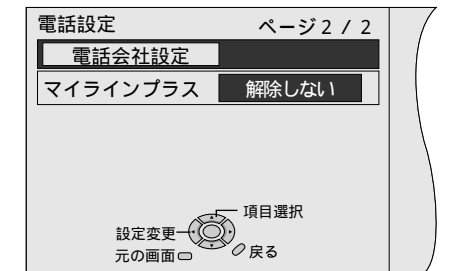 電話設定 ページ2 / 2
電話会社設定
マイラインプラス 解除しない
項目選択
設定変更
元の画面 戻る